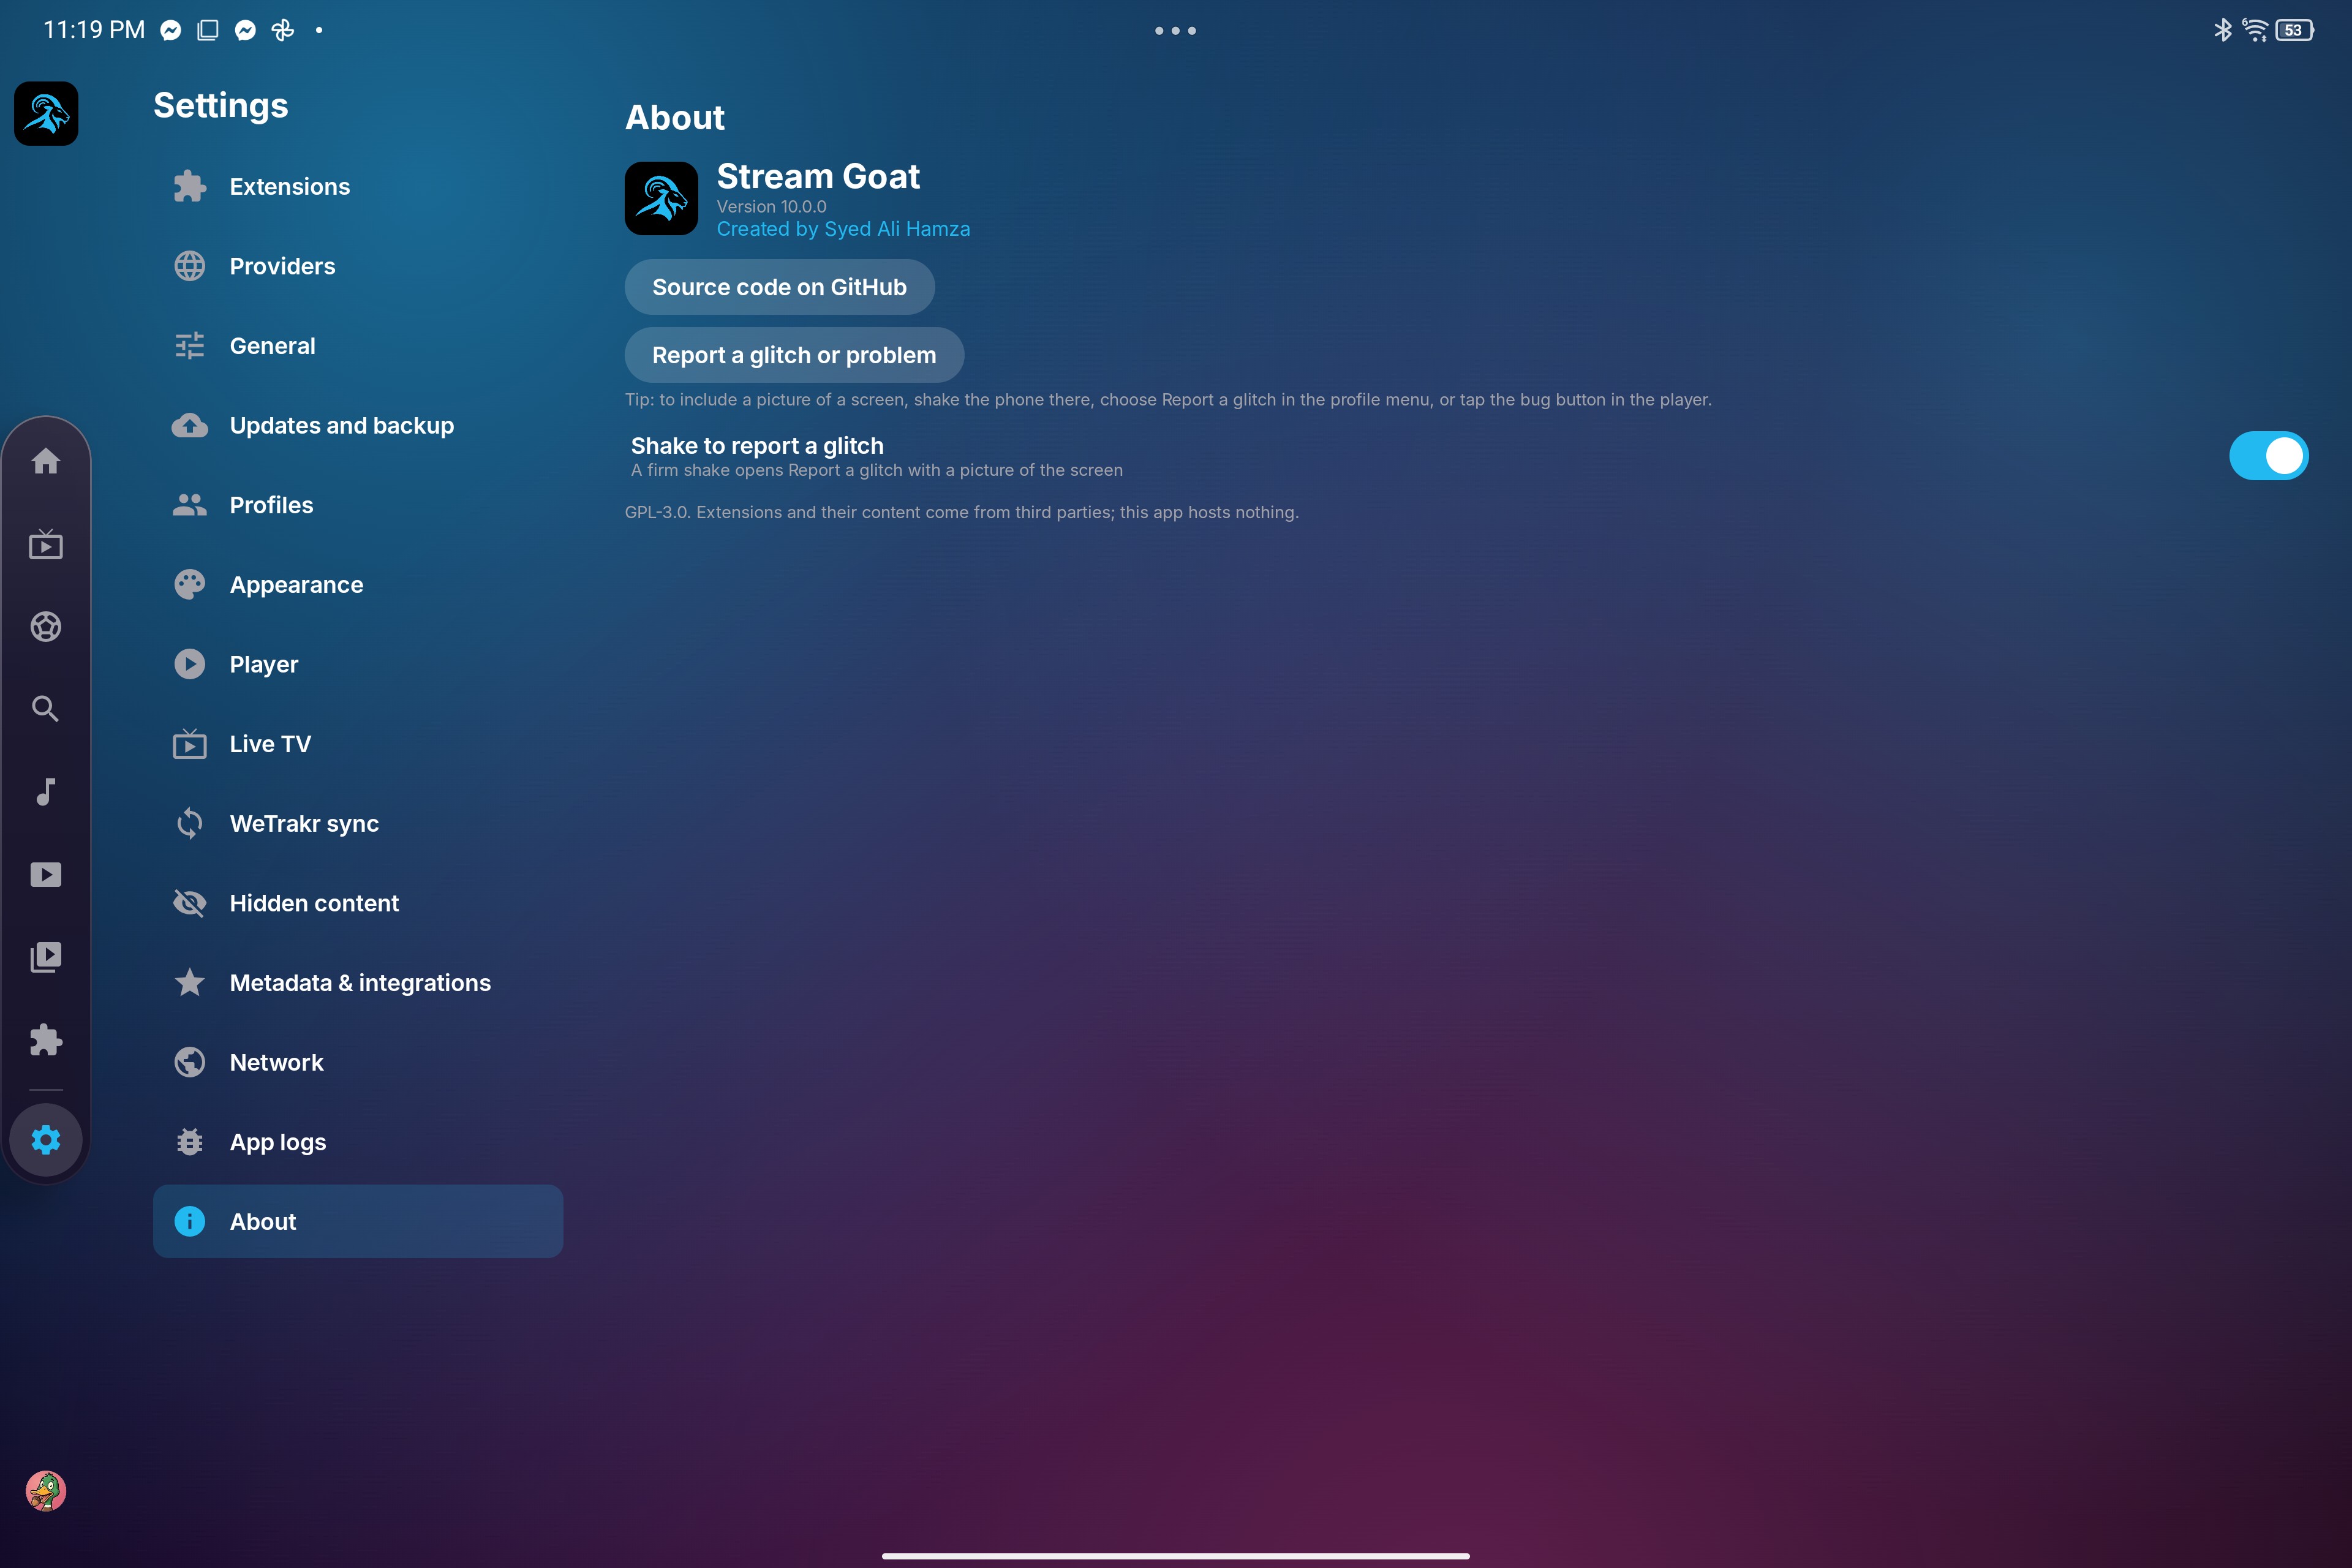 11:19 PM
53
Settings
Extensions
Providers
General
Updates and backup
Profiles
Appearance
Player
Live TV
WeTrakr sync
Hidden content
Metadata & integrations
Network
App logs
About
About
Stream Goat
Version 10.0.0
Created by Syed Ali Hamza
Source code on GitHub
Report a glitch or problem
Tip: to include a picture of a screen, shake the phone there, choose Report a glitch in the profile menu, or tap the bug button in the player.
Shake to report a glitch
A firm shake opens Report a glitch with a picture of the screen
GPL-3.0. Extensions and their content come from third parties; this app hosts nothing.